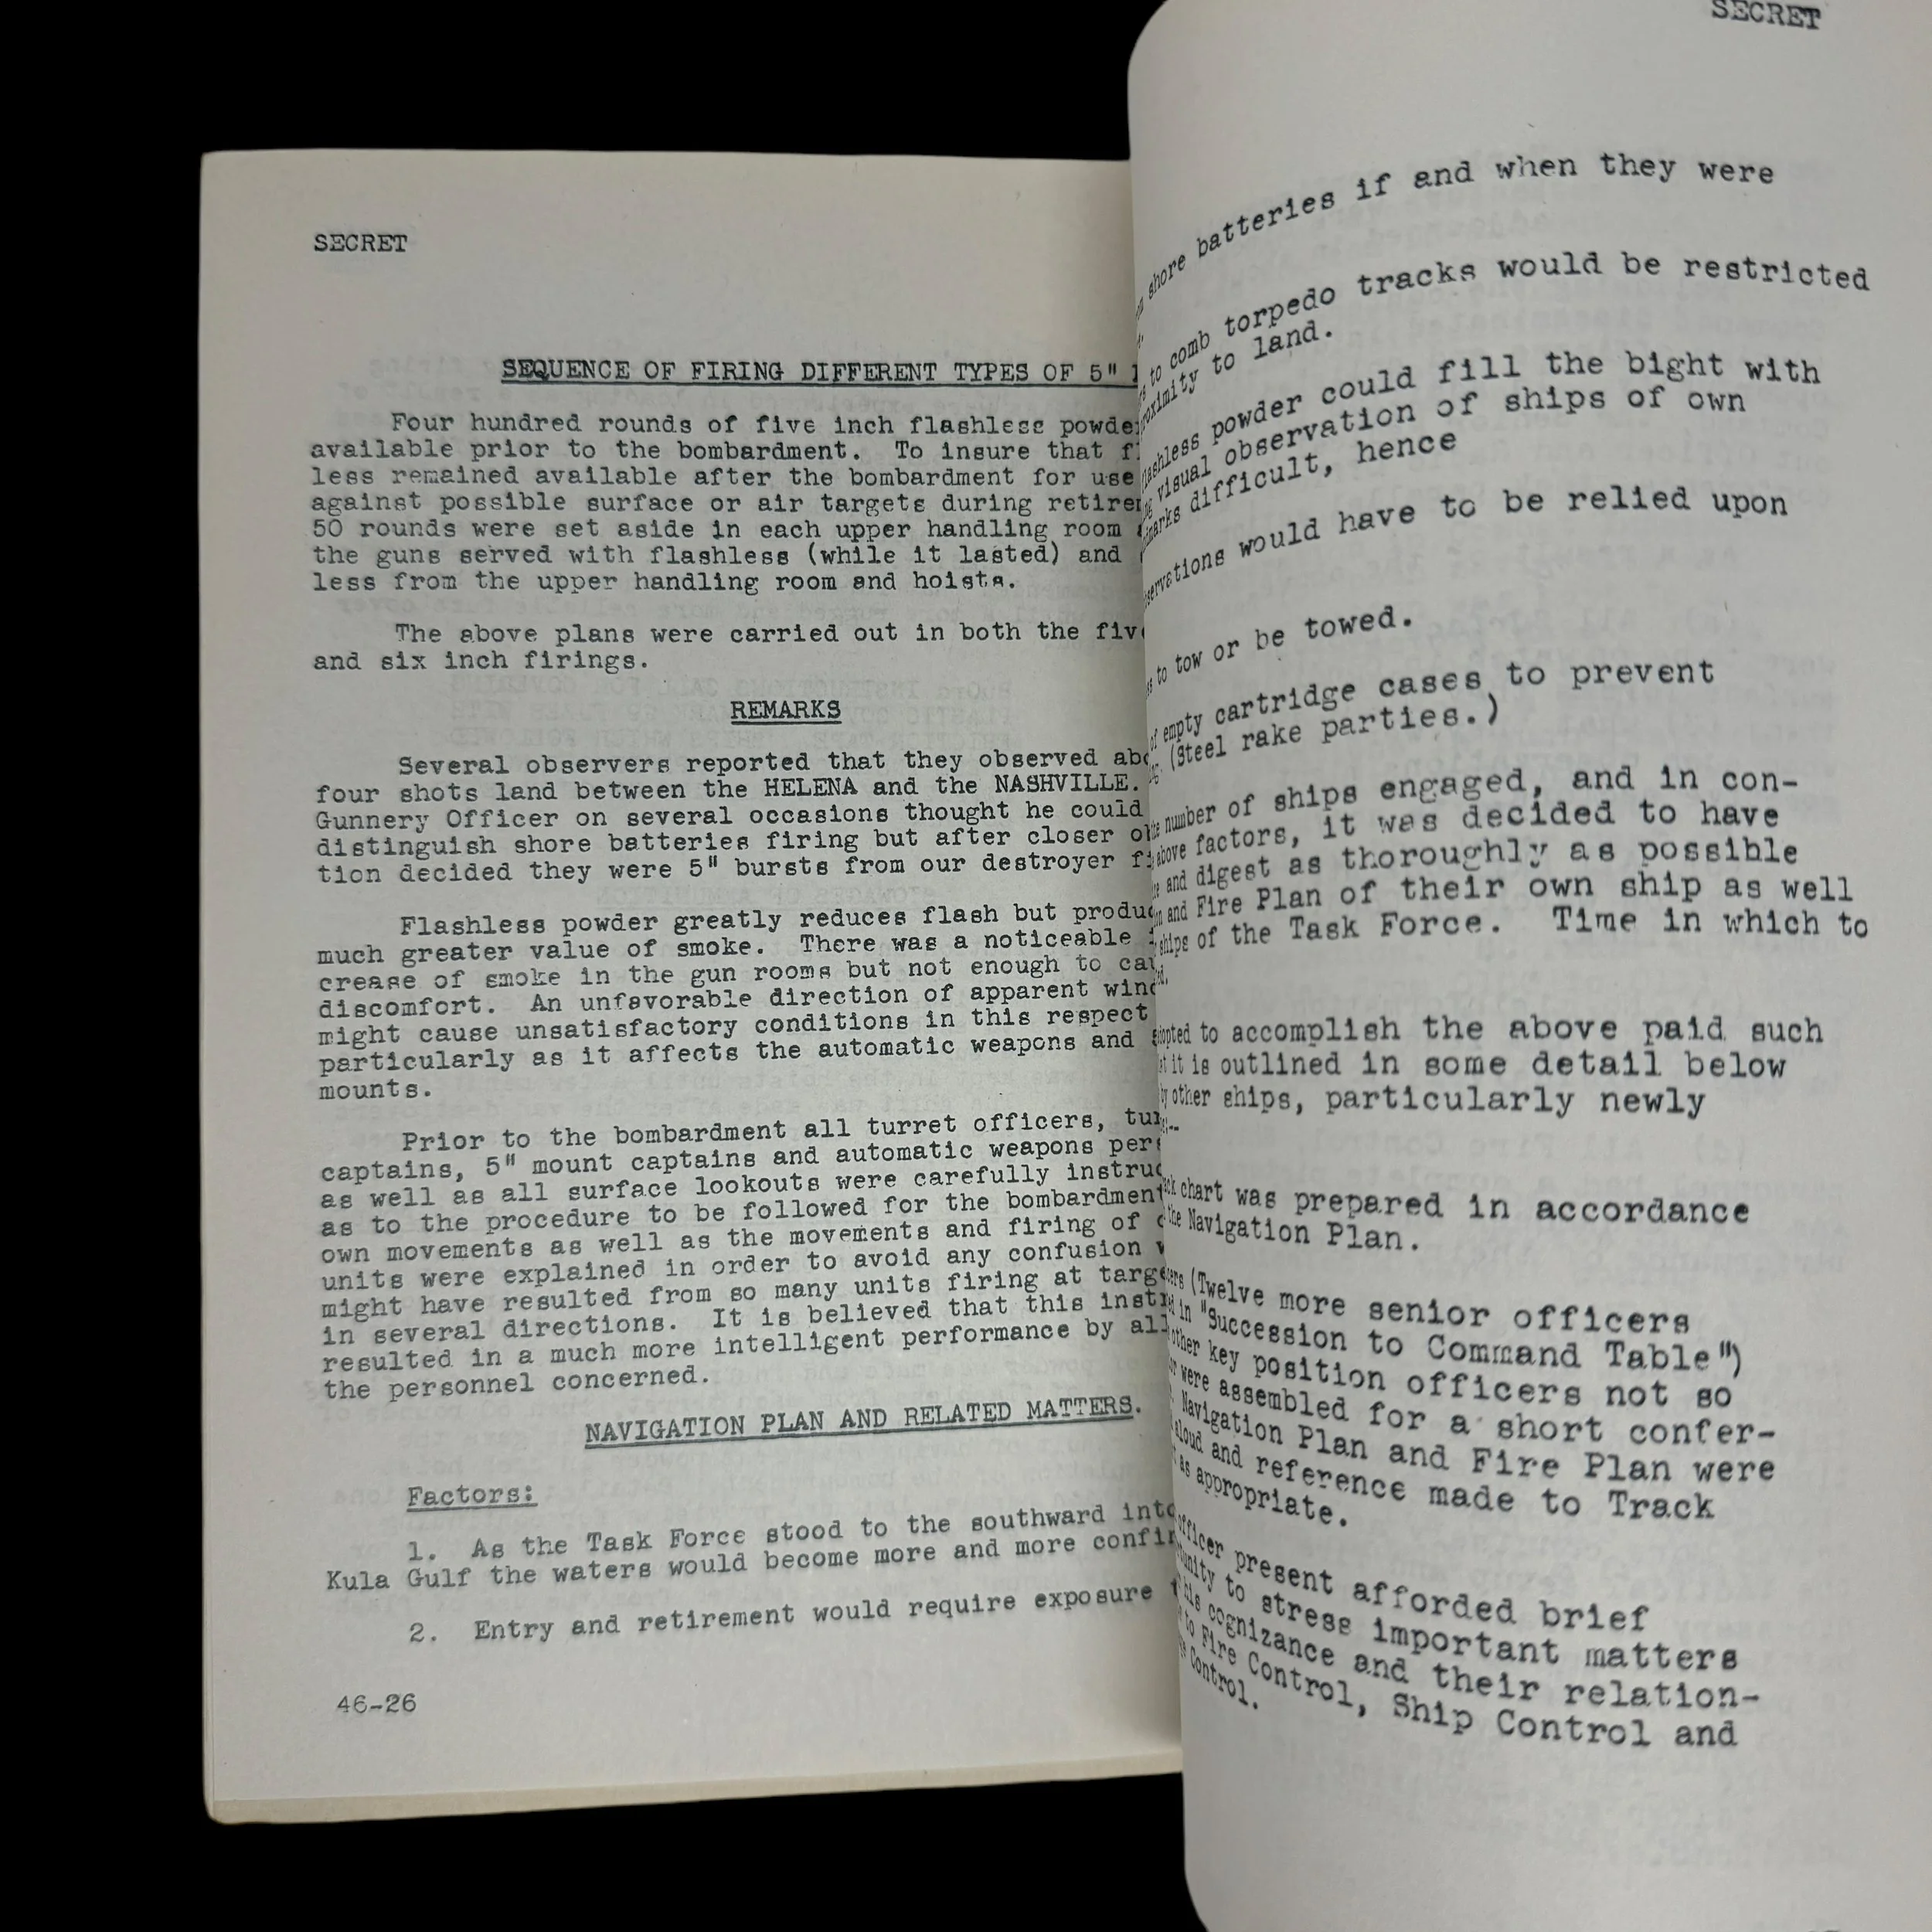 SECRET
SEQUENCE OF FIRING DIFFERENT TYPES OF 5"
Four hundred rounds of five inch flashless
available prior to the bombardment. To insure that
less remained available after the bombardment for use
against possible surface or air targets during
50 rounds were set aside in each upper handling room
the guns served with flashless (while it lasted) and
less from the upper handling room and hoists.
The above plans were carried out in both the
and six inch firings.
REMARKS
Several observers reported that they observed
four shots land between the HELENA and the NASHVILLE.
Gunnery Officer on several occasions thought he could
distinguish shore batteries firing but after closer
tion decided they were 5" bursts from our destroyer
Flashless powder greatly reduces flash but
much greater value of smoke. There was a noticeable
crease of smoke in the gun rooms but not enough to
discomfort. An unfavorable direction of apparent
might cause unsatisfactory conditions in this respect
particularly as it affects the automatic weapons and
mounts.
Prior to the bombardment all turret officers,
captains, 5" mount captains and automatic weapons
as well as all surface lookouts were carefully
as to the procedure to be followed for the bombardment
own movements as well as the movements and firing of
units were explained in order to avoid any confusion
might have resulted from so many units firing at
in several directions. It is believed that this
resulted in a much more intelligent performance by all
the personnel concerned.
NAVIGATION PLAN AND RELATED MATTERS.
Factors:
1. As the Task Force stood to the southward
Kula Gulf the waters would become more and more
2. Entry and retirement would require exposure
46-26
SECRET
shore batteries if and when they were
to comb torpedo tracks would be restricted
to land.
powder could fill the bight with
visual observation of ships of own
difficult, hence
would have to be relied upon
to tow or be towed.
of empty cartridge cases to prevent
(Steel rake parties.)
number of ships engaged, and in con-
above factors, it was decided to have
and digest as thoroughly as possible
and Fire Plan of their own ship as well
ships of the Task Force. Time in which to
to accomplish the above paid such
it is outlined in some detail below
by other ships, particularly newly
chart was prepared in accordance
the Navigation Plan.
(Twelve more senior officers
in "Succession to Command Table")
other key position officers not so
were assembled for a short confer-
Navigation Plan and Fire Plan were
aloud and reference made to Track
as appropriate.
officer present afforded brief
to stress important matters
his cognizance and their relation-
to Fire Control, Ship Control and
Control.